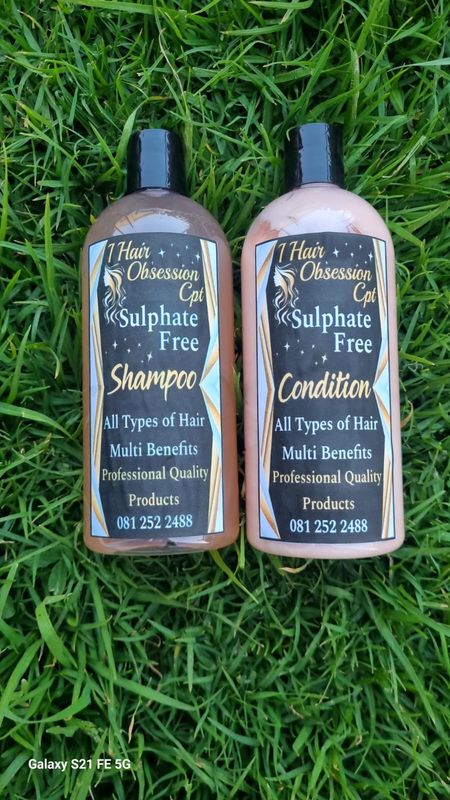 7 Hair
Obsession
Cpt
Sulphate
Free
Shampoo
All Types of Hair
Multi Benefits
Professional Quality
Products
081 252 2488
7 Hair
Obsession
Cpt
Sulphate
Free
Condition
All Types of Hair
Multi Benefits
Professional Quality
Products
081 252 2488
Galaxy S21 FE 5G